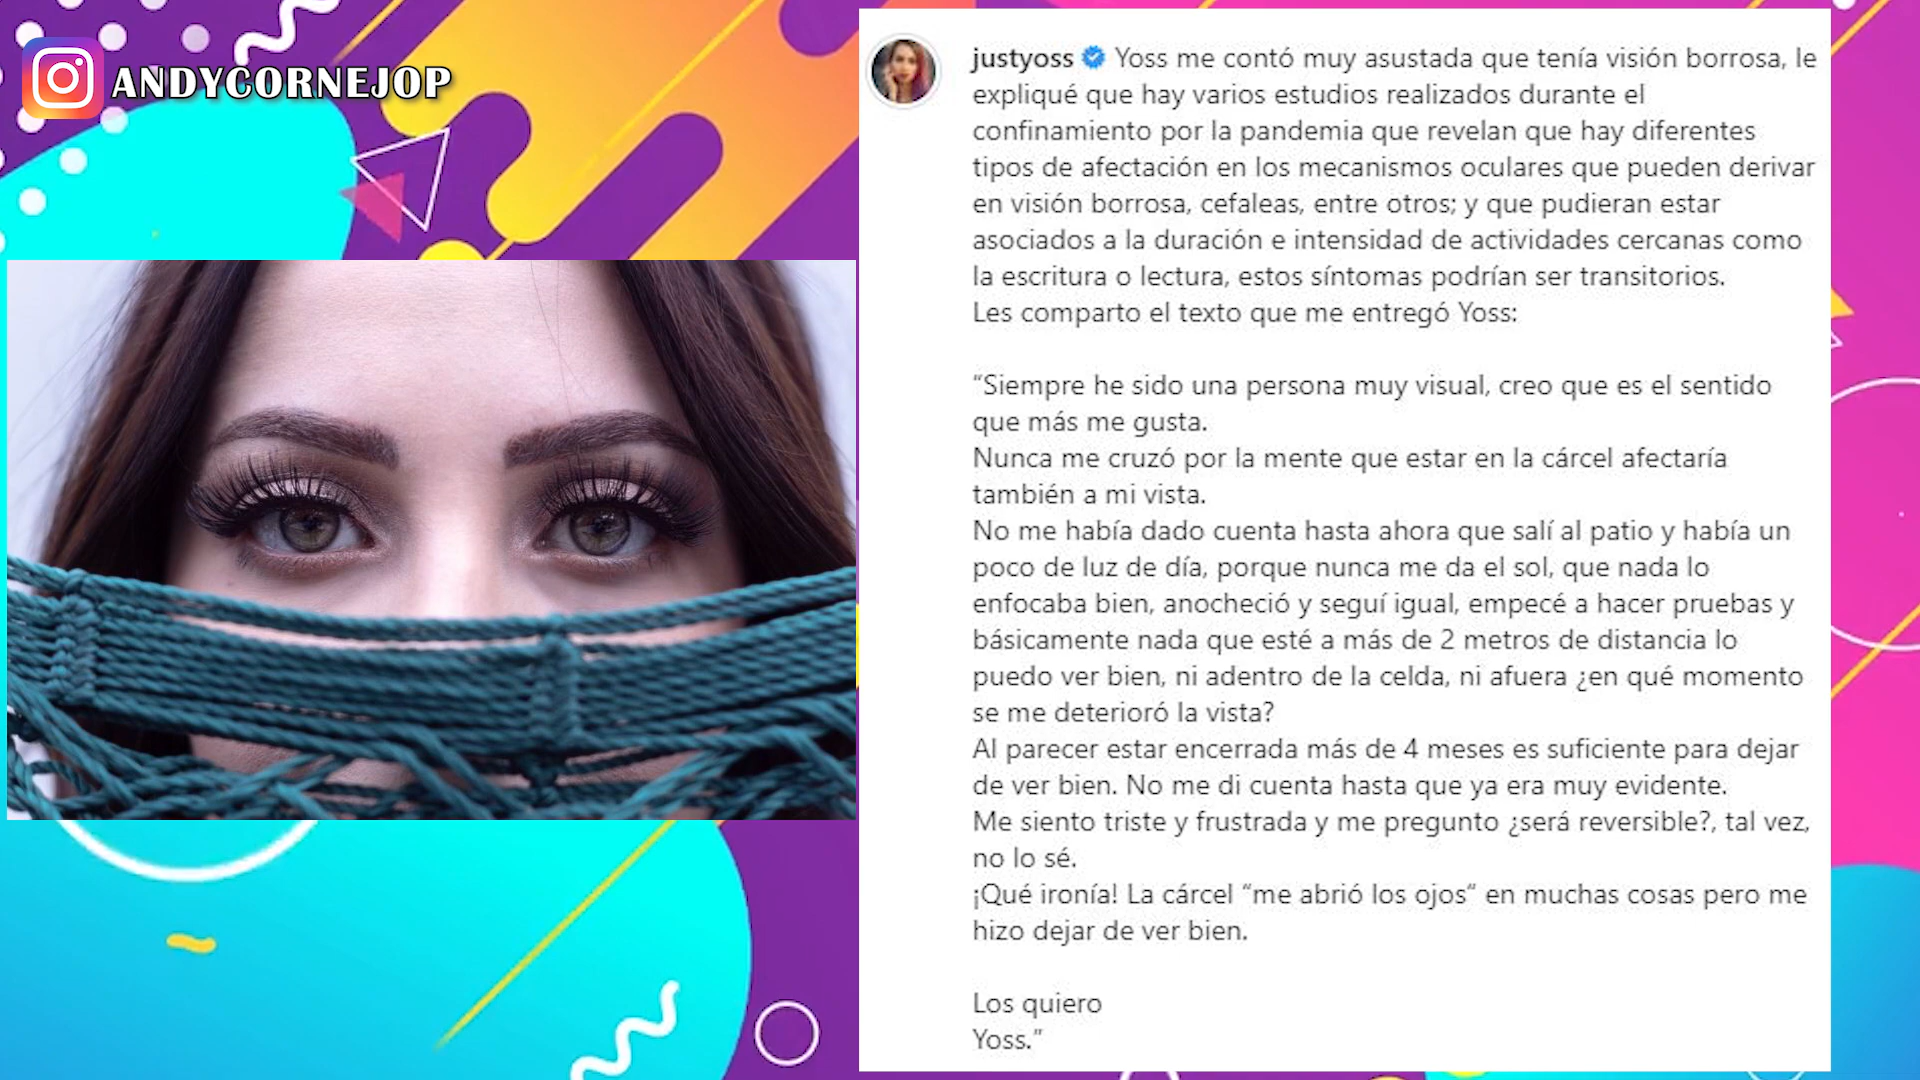 ANDYCORNEJOP
justyoss Yoss me contó muy asustada que tenía visión borrosa, le
expliqué que hay varios estudios realizados durante el
confinamiento por la pandemia que revelan que hay diferentes
tipos de afectación en los mecanismos oculares que pueden derivar
en visión borrosa, cefaleas, entre otros; y que pudieran estar
asociados a la duración e intensidad de actividades cercanas como
la escritura o lectura, estos síntomas podrían ser transitorios.
Les comparto el texto que me entregó Yoss:
“Siempre he sido una persona muy visual, creo que es el sentido
que más me gusta.
Nunca me cruzó por la mente que estar en la cárcel afectaría
también a mi vista.
No me había dado cuenta hasta ahora que salí al patio y había un
poco de luz de día, porque nunca me da el sol, que nada lo
enfocaba bien, anocheció y seguí igual, empecé a hacer pruebas y
básicamente nada que esté a más de 2 metros de distancia lo
puedo ver bien, ni adentro de la celda, ni afuera ¿en qué momento
se me deterioró la vista?
Al parecer estar encerrada más de 4 meses es suficiente para dejar
de ver bien. No me di cuenta hasta que ya era muy evidente.
Me siento triste y frustrada y me pregunto ¿será reversible?, tal vez,
no lo sé.
¡Qué ironía! La cárcel “me abrió los ojos“ en muchas cosas pero me
hizo dejar de ver bien.
Los quiero
Yoss.”